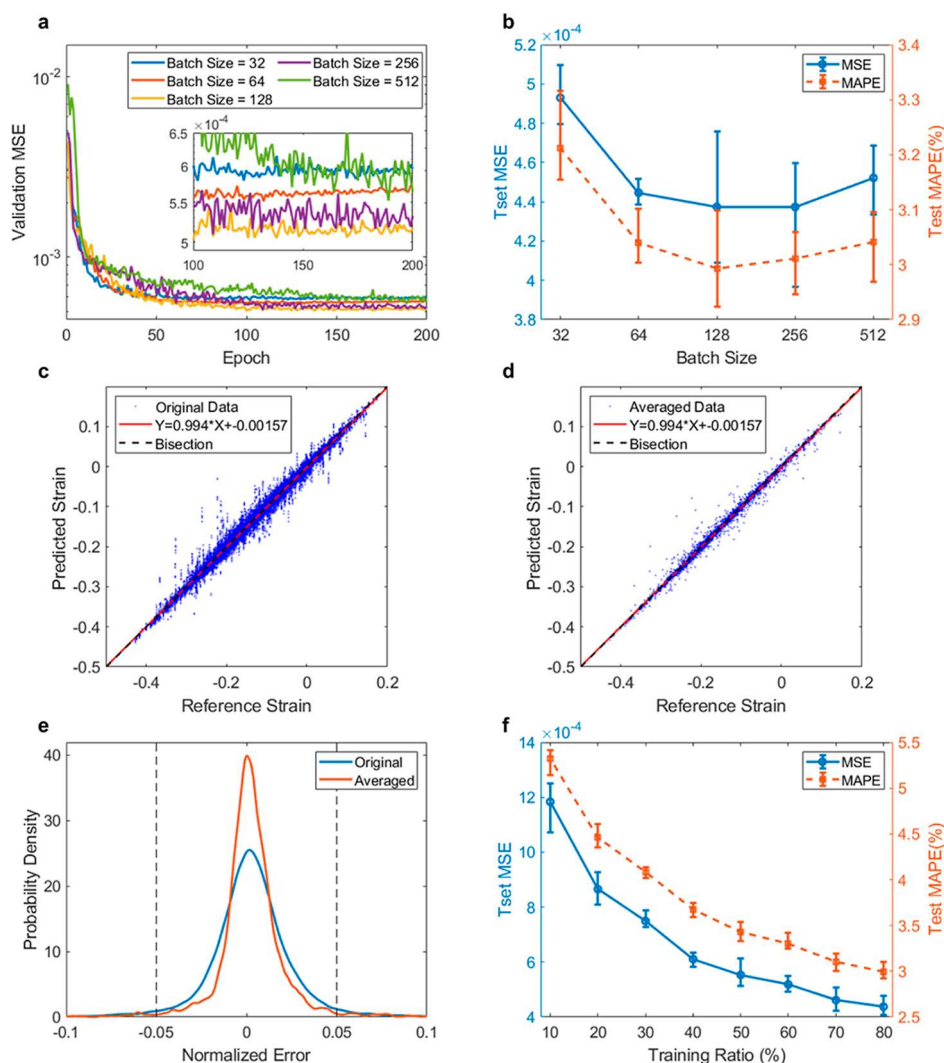 a
Validation MSE
10⁻²
10⁻³
Batch Size = 32
Batch Size = 64
Batch Size = 128
Batch Size = 256
Batch Size = 512
×10⁻⁴
6.5
6
5.5
5
100 150 200
0 50 100 150 200
Epoch
b
×10⁻⁴
Tset MSE
5.2
5
4.8
4.6
4.4
4.2
4
3.8
MSE
MAPE
3.4
3.3
3.2
3.1
3
2.9
Test MAPE(%)
32 64 128 256 512
Batch Size
c
Predicted Strain
0.1
0
-0.1
-0.2
-0.3
-0.4
-0.5
Original Data
Y=0.994*X+-0.00157
Bisection
-0.4 -0.2 0 0.2
Reference Strain
d
Predicted Strain
0.1
0
-0.1
-0.2
-0.3
-0.4
-0.5
Averaged Data
Y=0.994*X+-0.00157
Bisection
-0.4 -0.2 0 0.2
Reference Strain
e
Probability Density
40
30
20
10
0
Original
Averaged
-0.1 -0.05 0 0.05 0.1
Normalized Error
f
×10⁻⁴
Tset MSE
14
12
10
8
6
4
MSE
MAPE
5.5
5
4.5
4
3.5
3
2.5
Test MAPE(%)
10 20 30 40 50 60 70 80
Training Ratio (%)